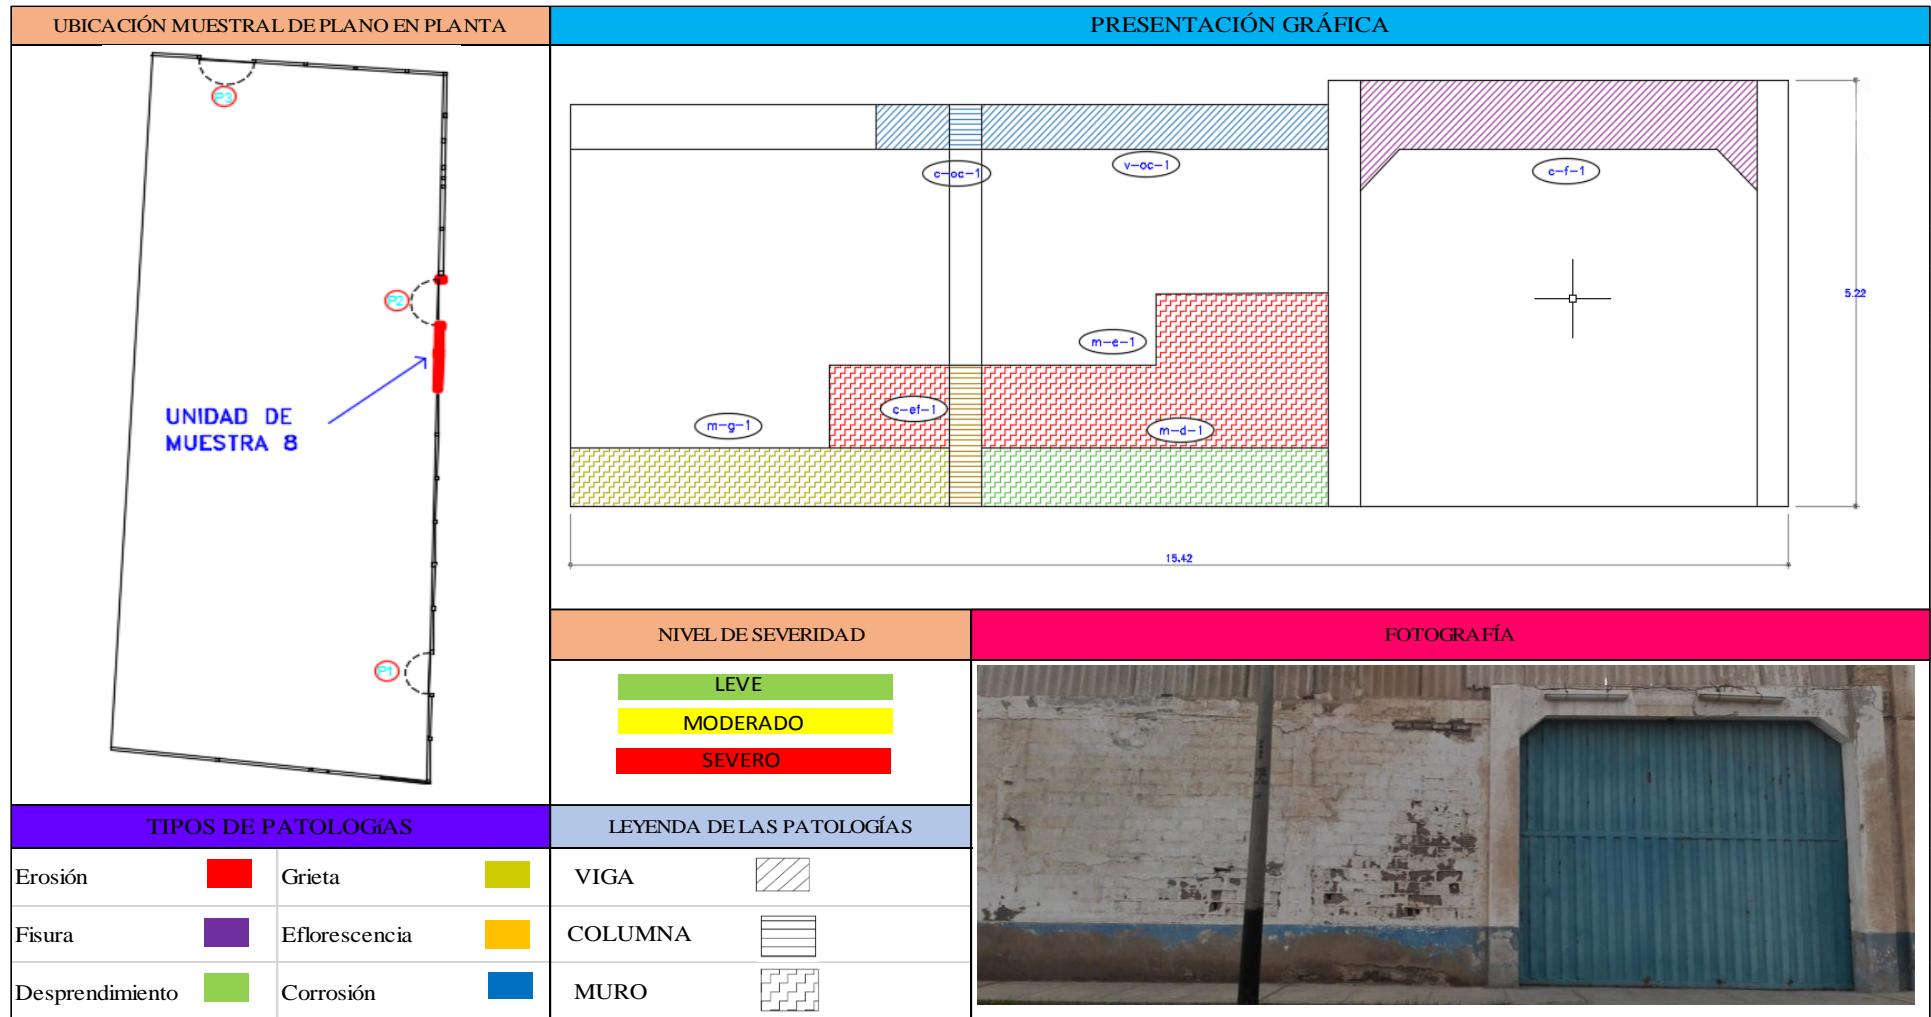 UBICACIÓN MUESTRAL DE PLANO EN PLANTA
P3
P2
UNIDAD DE
MUESTRA 8
P1
PRESENTACIÓN GRÁFICA
c-oc-1
v-oc-1
c-f-1
m-e-1
c-ef-1
m-g-1
m-d-1
5.22
15.42
NIVEL DE SEVERIDAD
LEVE
MODERADO
SEVERO
FOTOGRAFÍA
TIPOS DE PATOLOGíAS
Erosión Grieta
Fisura Eflorescencia
Desprendimiento Corrosión
LEYENDA DE LAS PATOLOGÍAS
VIGA
COLUMNA
MURO